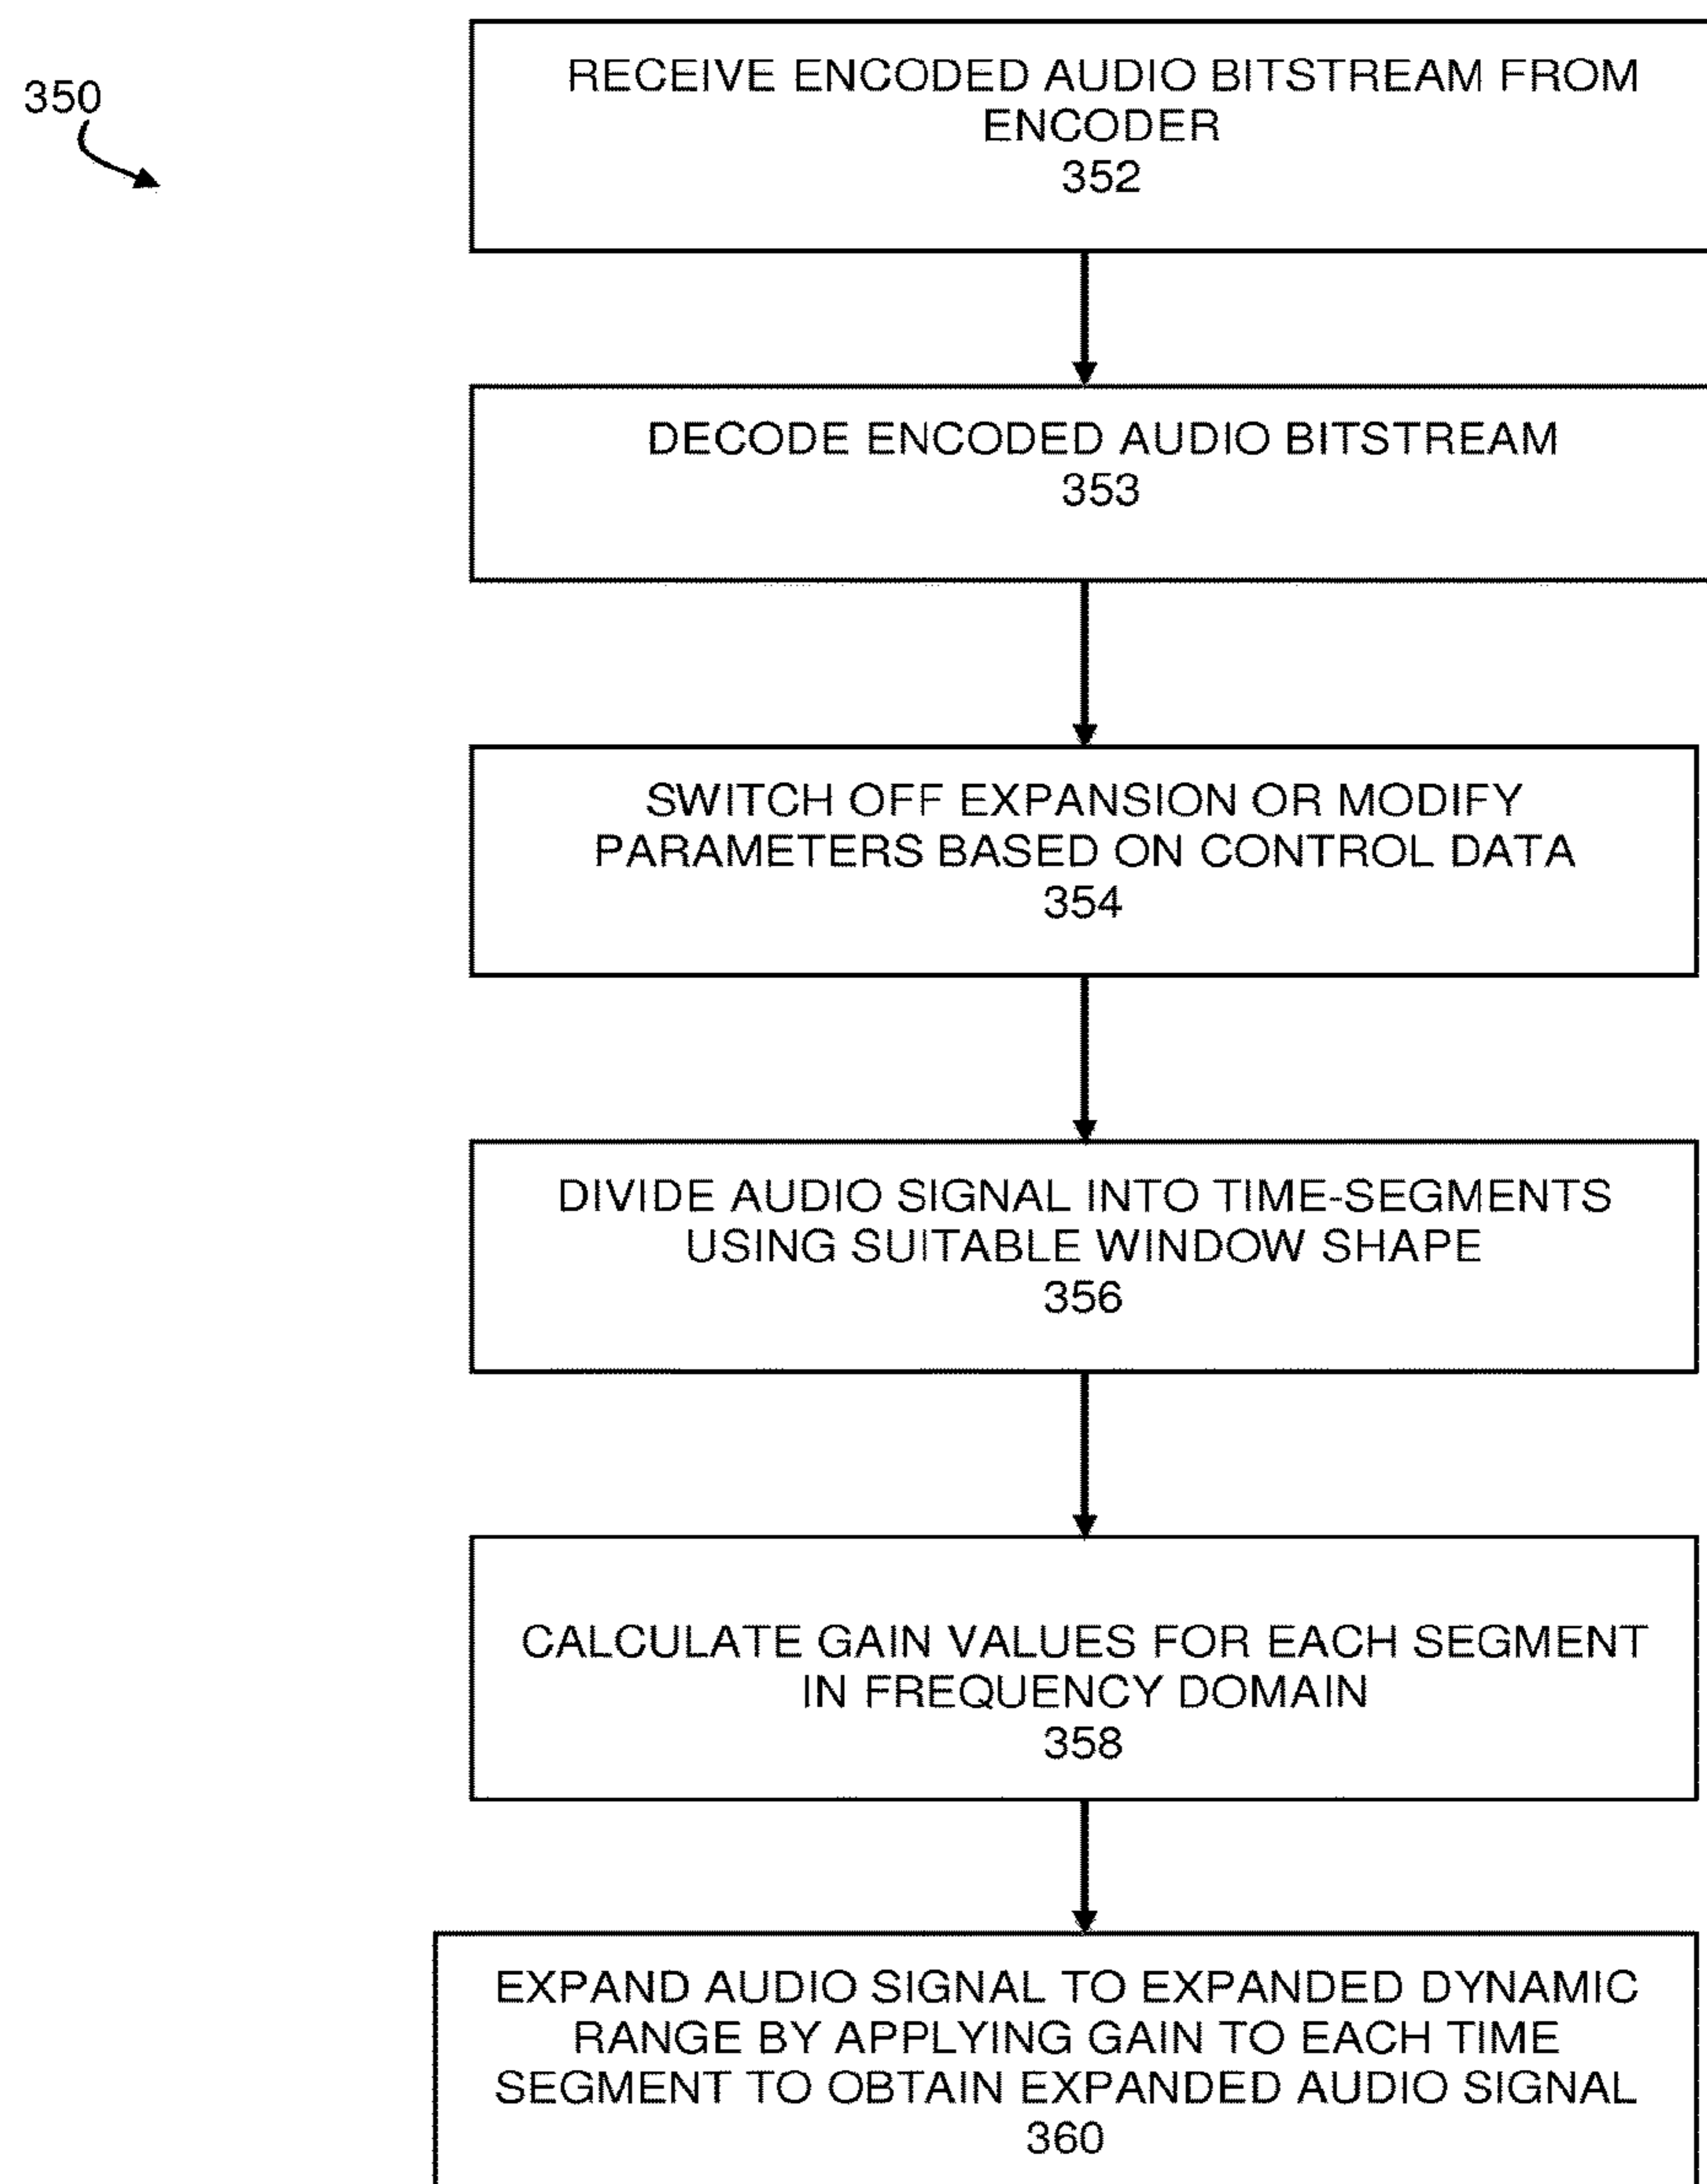 350
RECEIVE ENCODED AUDIO BITSTREAM FROM
ENCODER
352
DECODE ENCODED AUDIO BITSTREAM
353
SWITCH OFF EXPANSION OR MODIFY
PARAMETERS BASED ON CONTROL DATA
354
DIVIDE AUDIO SIGNAL INTO TIME-SEGMENTS
USING SUITABLE WINDOW SHAPE
356
CALCULATE GAIN VALUES FOR EACH SEGMENT
IN FREQUENCY DOMAIN
358
EXPAND AUDIO SIGNAL TO EXPANDED DYNAMIC
RANGE BY APPLYING GAIN TO EACH TIME
SEGMENT TO OBTAIN EXPANDED AUDIO SIGNAL
360